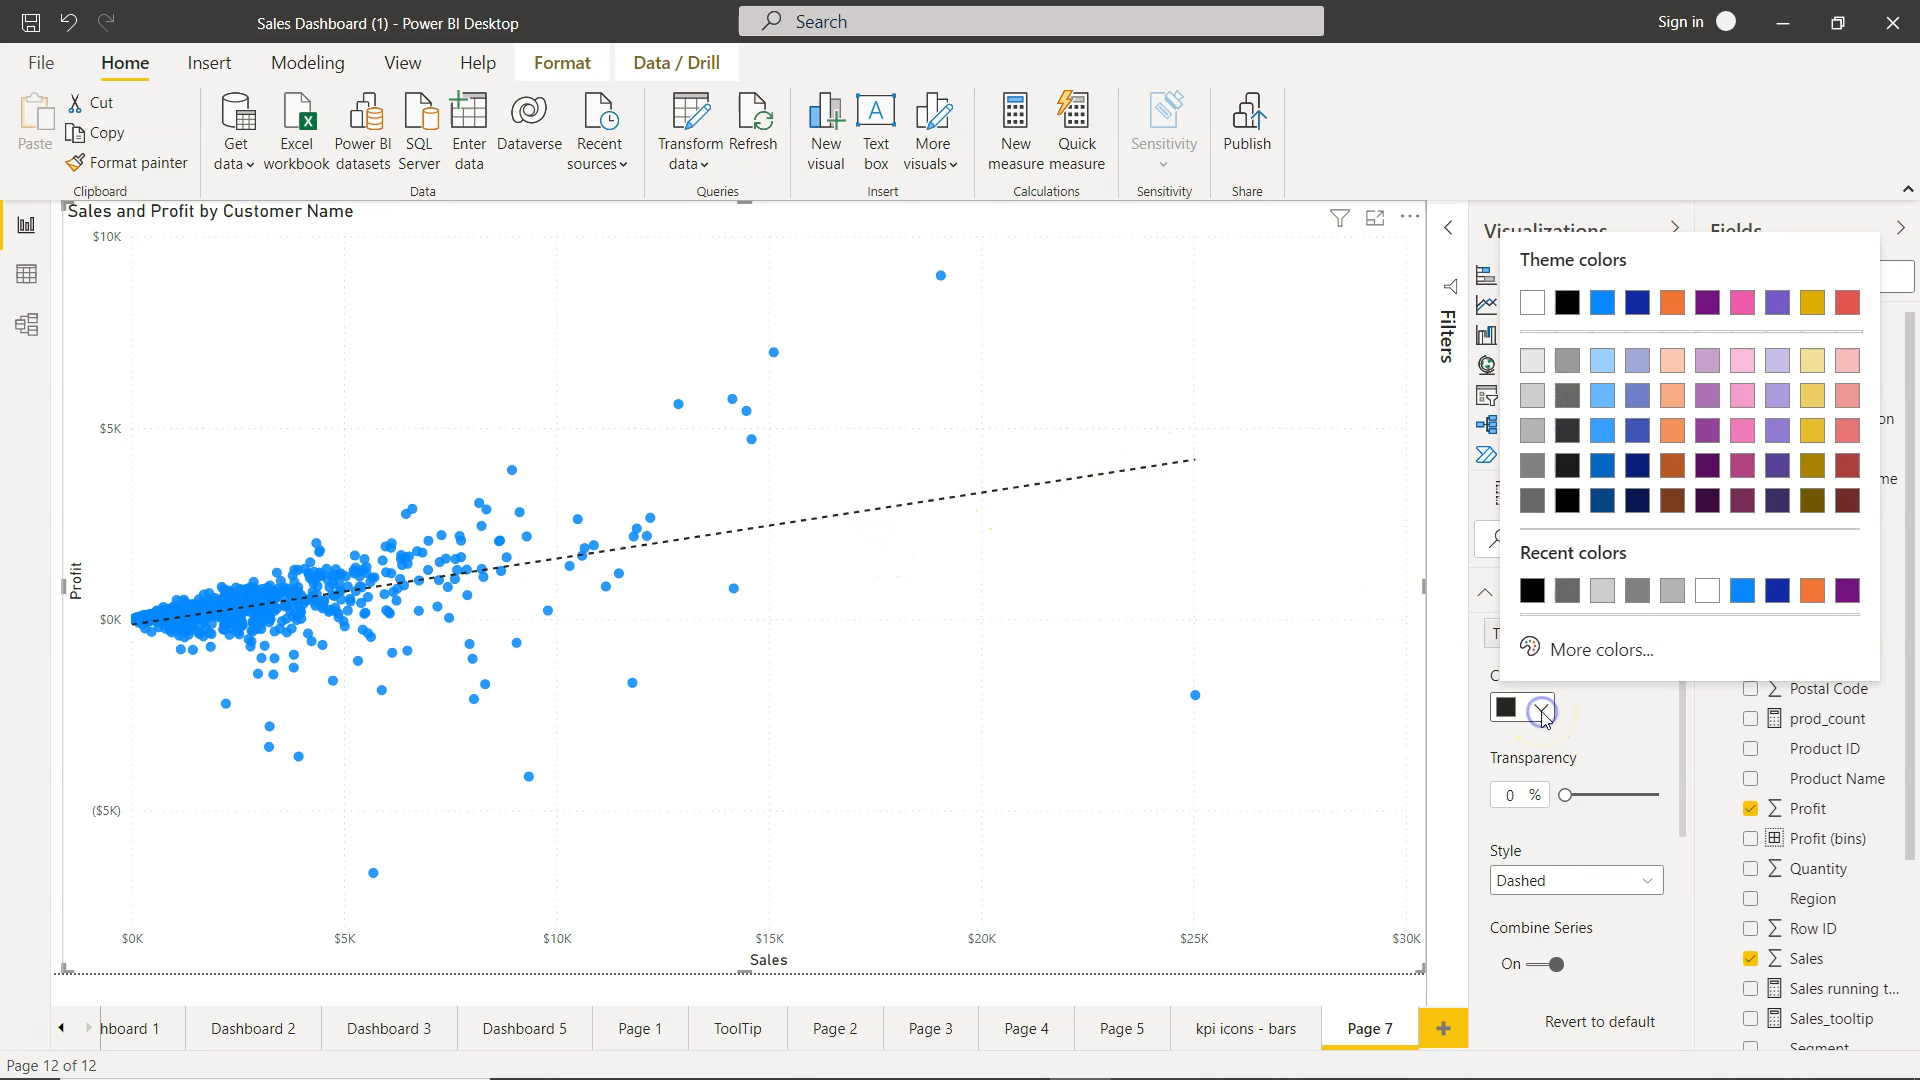 Sales Dashboard (1) - Power BI Desktop
Search
Sign in
File Home Insert Modeling View Help Format Data / Drill
Paste
Cut
Copy
Format painter
Clipboard
Get data
Excel workbook
Power BI datasets
SQL Server
Enter data
Dataverse
Recent sources
Data
Transform data
Refresh
Queries
New visual
Text box
More visuals
Insert
New measure
Quick measure
Calculations
Sensitivity
Sensitivity
Publish
Share
Sales and Profit by Customer Name
$10K
$5K
$0K
($5K)
Profit
$0K $5K $10K $15K $20K $25K $30K
Sales
Filters
Visualizations
Fields
Theme colors
Recent colors
More colors...
on
me
T
C
Transparency
0 %
Style
Dashed
Combine Series
On
Revert to default
Postal Code
prod_count
Product ID
Product Name
Profit
Profit (bins)
Quantity
Region
Row ID
Sales
Sales running t...
Sales_tooltip
Segment
hboard 1 Dashboard 2 Dashboard 3 Dashboard 5 Page 1 ToolTip Page 2 Page 3 Page 4 Page 5 kpi icons - bars Page 7
Page 12 of 12